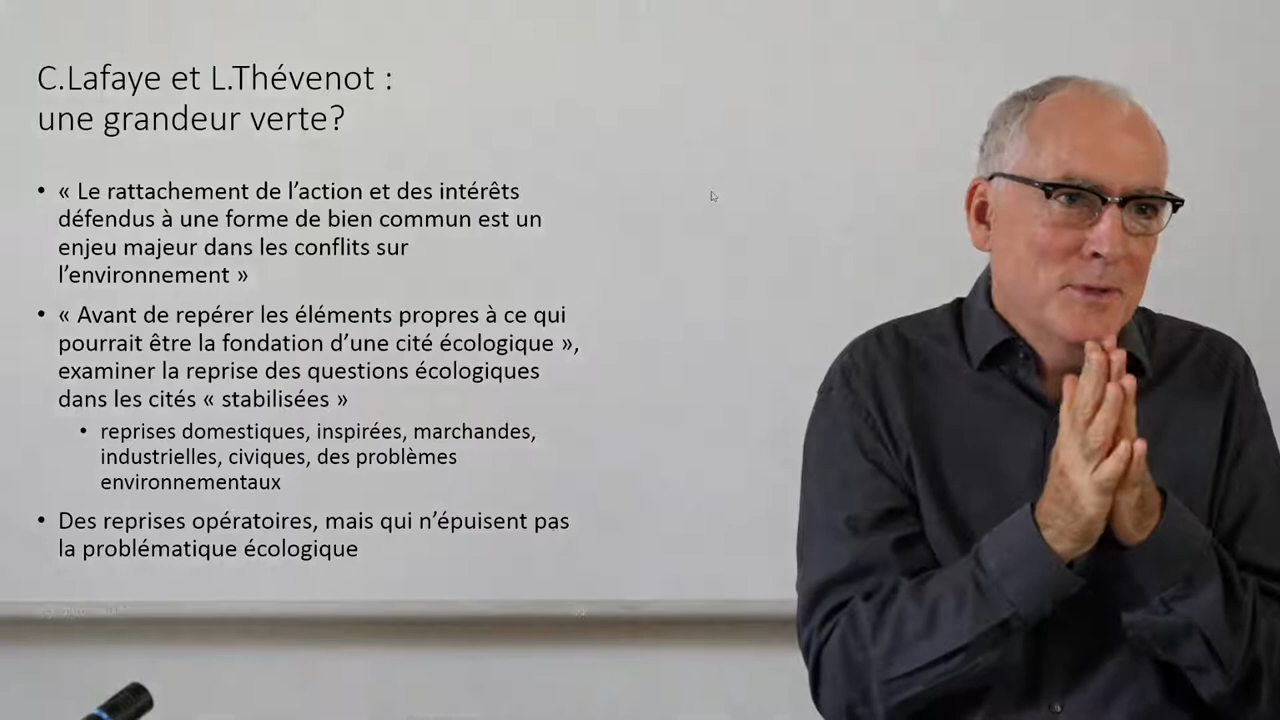 C.Lafaye et L.Thévenot :
une grandeur verte?
• « Le rattachement de l’action et des intérêts
défendus à une forme de bien commun est un
enjeu majeur dans les conflits sur
l’environnement »
• « Avant de repérer les éléments propres à ce qui
pourrait être la fondation d’une cité écologique »,
examiner la reprise des questions écologiques
dans les cités « stabilisées »
• reprises domestiques, inspirées, marchandes,
industrielles, civiques, des problèmes
environnementaux
• Des reprises opératoires, mais qui n’épuisent pas
la problématique écologique